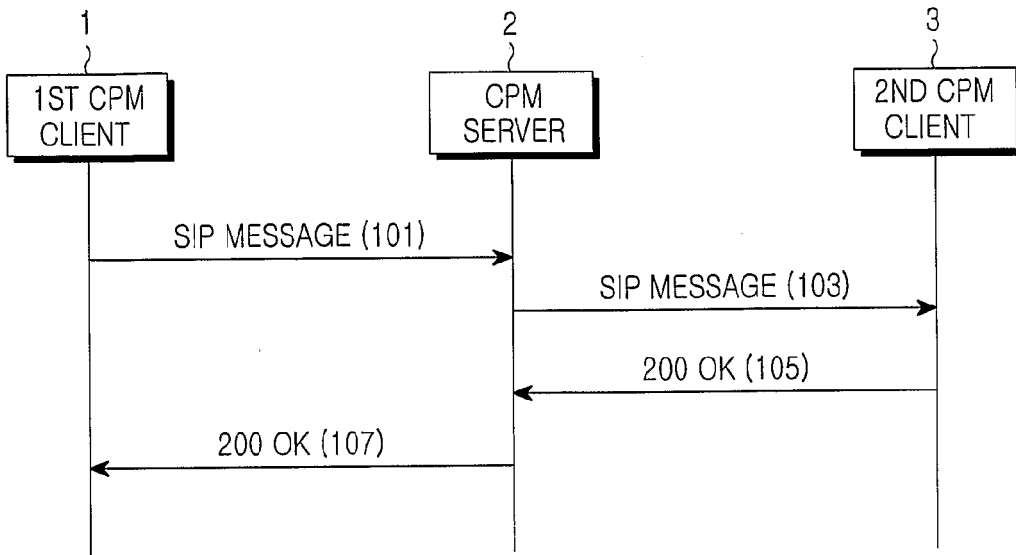 1
2
3
1ST CPM
CLIENT
CPM
SERVER
2ND CPM
CLIENT
SIP MESSAGE (101)
SIP MESSAGE (103)
200 OK (105)
200 OK (107)